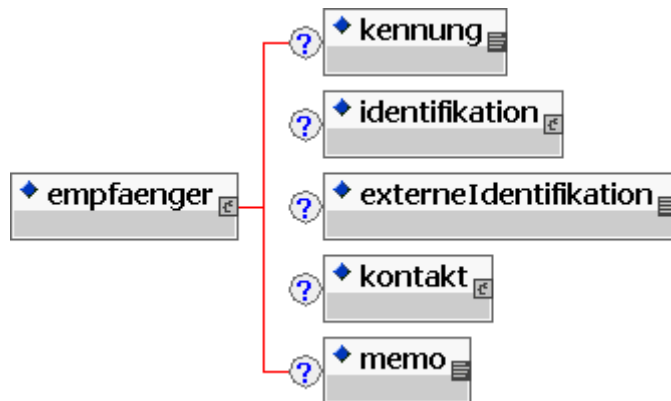 kennung
identifikation
empfaenger
externeIdentifikation
kontakt
memo